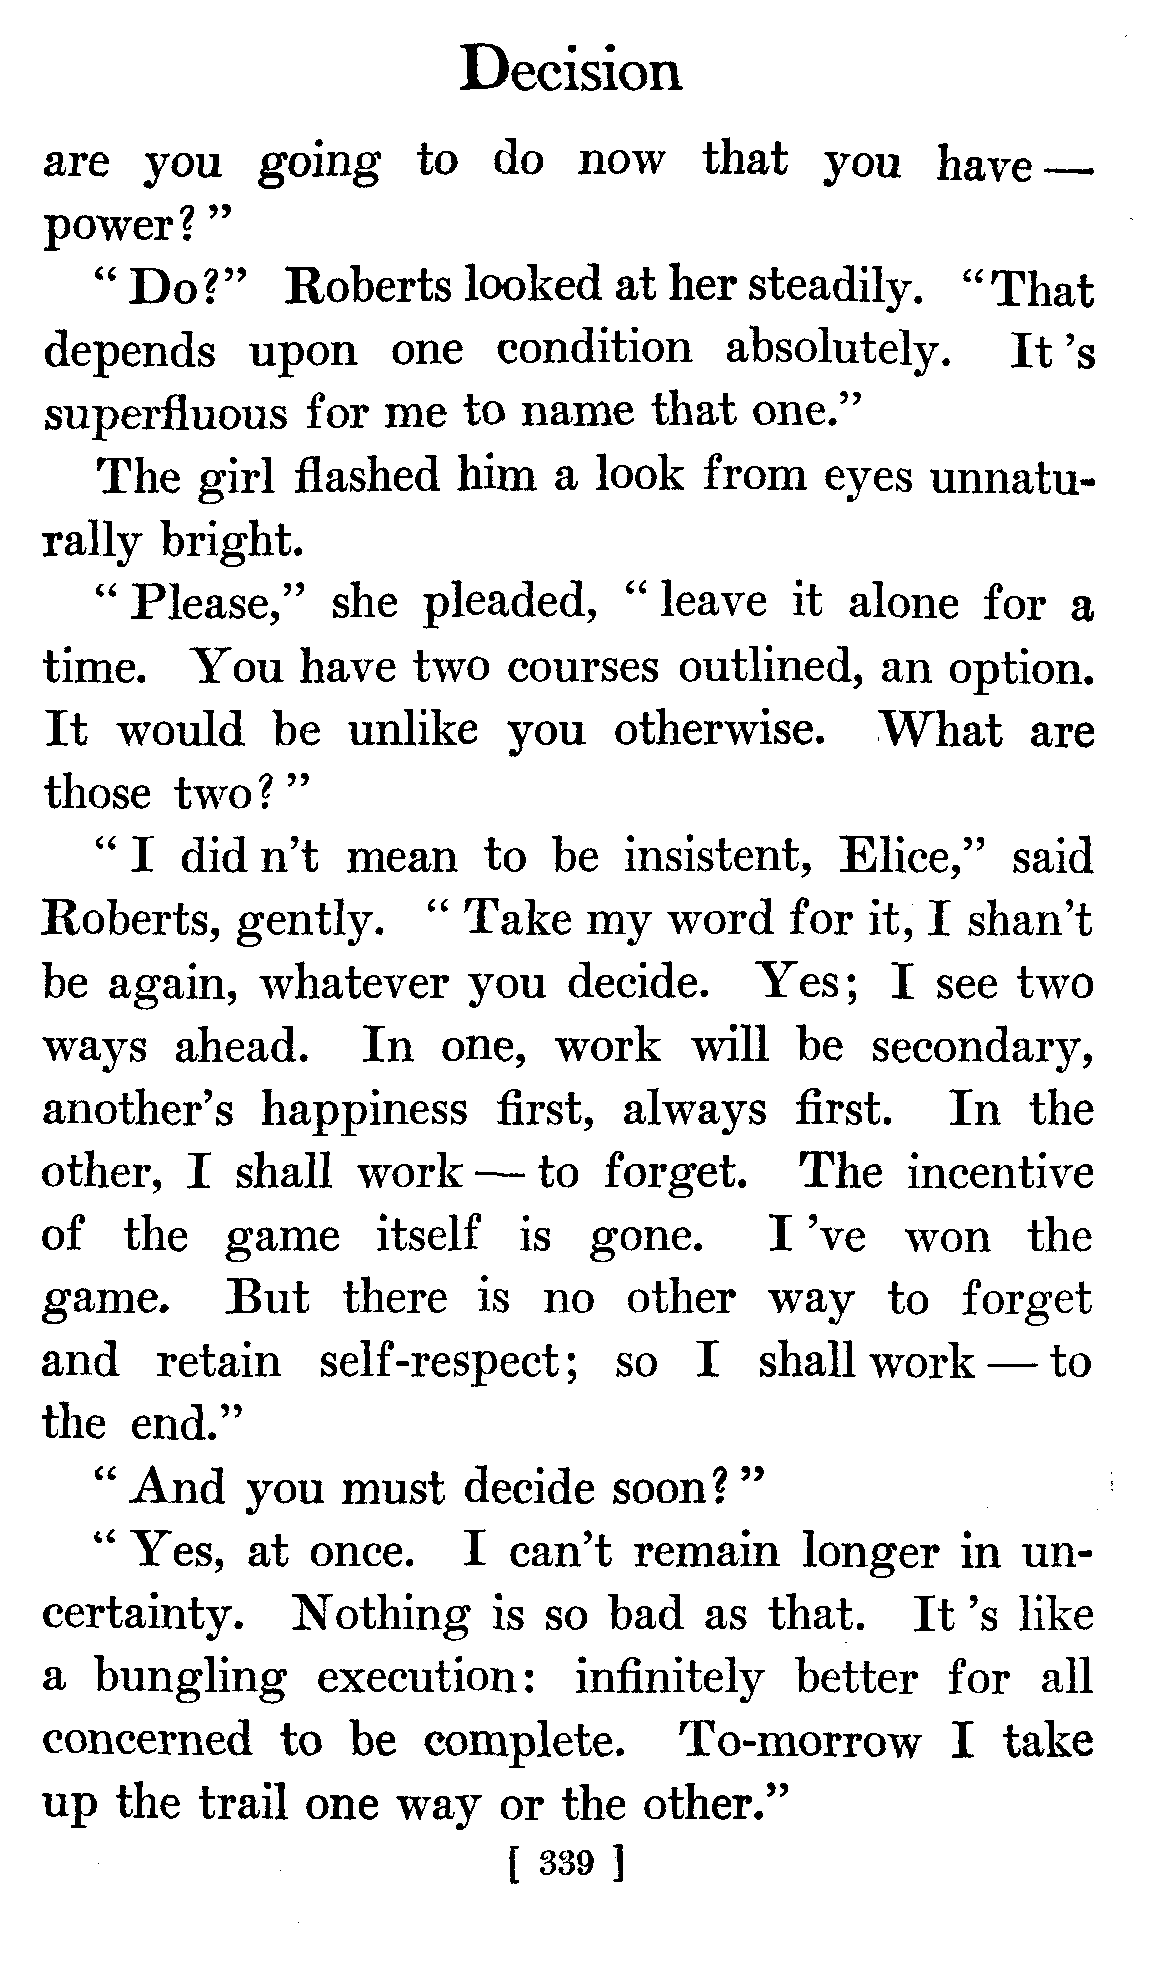 Decision
are you going to do now that you have—
power?"
"Do?" Roberts looked at her steadily. "That
depends upon one condition absolutely. It 's
superfluous for me to name that one."
The girl flashed him a look from eyes unnatu-
rally bright.
"Please," she pleaded, "leave it alone for a
time. You have two courses outlined, an option.
It would be unlike you otherwise. What are
those two?"
"I did n't mean to be insistent, Elice," said
Roberts, gently. "Take my word for it, I shan't
be again, whatever you decide. Yes; I see two
ways ahead. In one, work will be secondary,
another's happiness first, always first. In the
other, I shall work — to forget. The incentive
of the game itself is gone. I 've won the
game. But there is no other way to forget
and retain self-respect; so I shall work — to
the end."
"And you must decide soon?"
"Yes, at once. I can't remain longer in un-
certainty. Nothing is so bad as that. It 's like
a bungling execution: infinitely better for all
concerned to be complete. To-morrow I take
up the trail one way or the other."
[ 339 ]